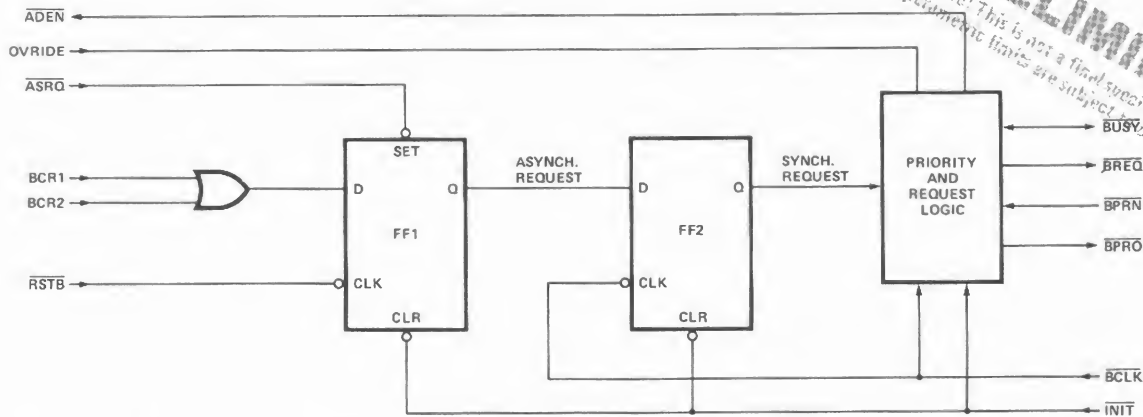 ADEN
OVRIDE
ASRQ
BCR1
BCR2
RSTB
SET
D
Q
FF1
CLK
CLR
ASYNCH.
REQUEST
D
Q
FF2
CLK
CLR
SYNCH.
REQUEST
PRIORITY
AND
REQUEST
LOGIC
This is not a final
parametric limits are subject
BUSY
BREQ
BPRN
BPRO
BCLK
INIT